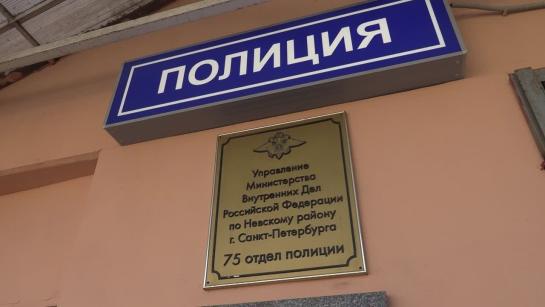 ПОЛИЦИЯ
Управление
Министерства
Внутренних Дел
Российской Федерации
по Невскому району
г. Санкт-Петербурга
75 отдел полиции